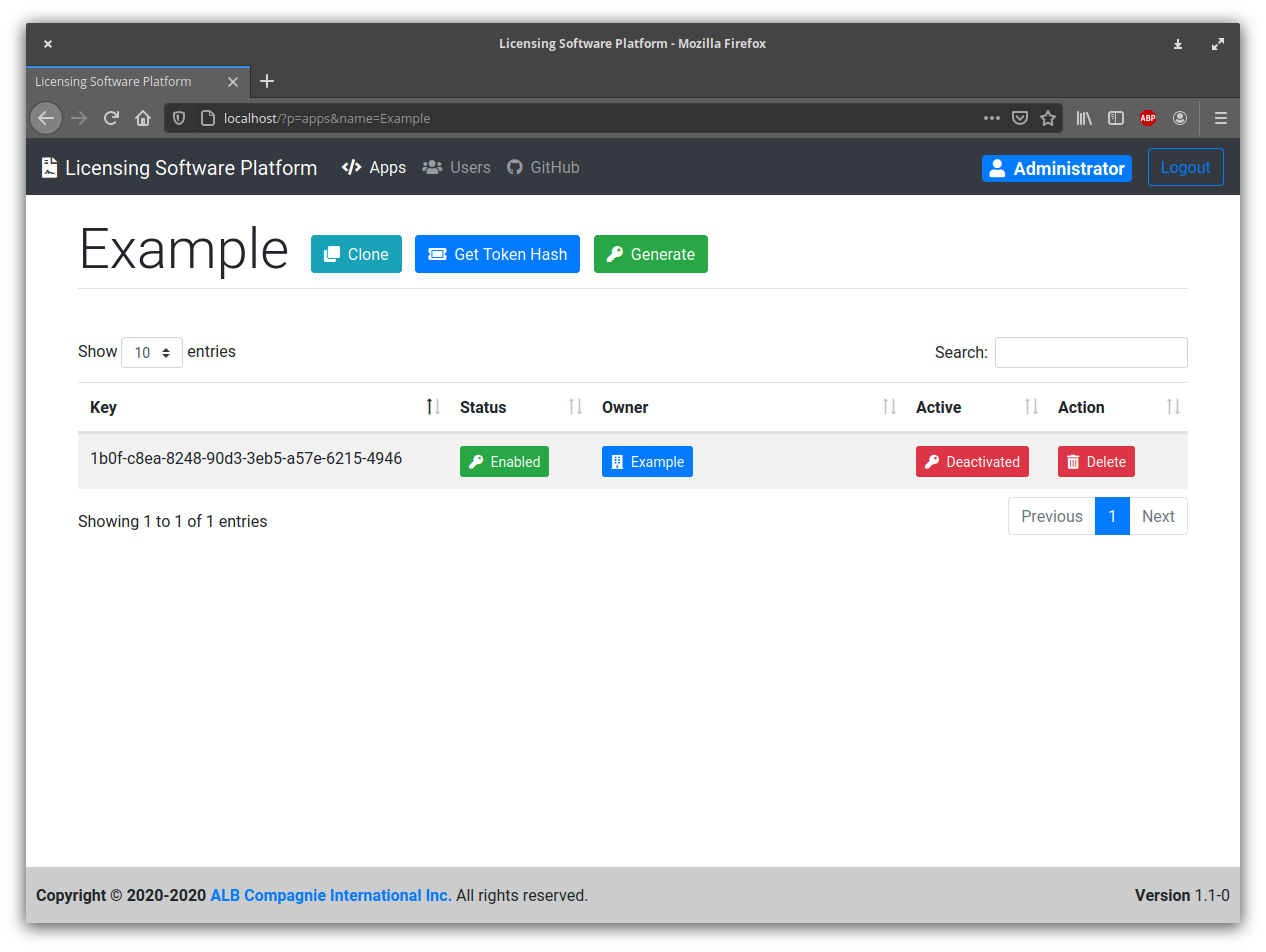 Licensing Software Platform - Mozilla Firefox
Licensing Software Platform
localhost/?p=apps&name=Example
ABP
Licensing Software Platform Apps Users GitHub Administrator Logout
Example Clone Get Token Hash Generate
Show 10 entries Search:
Key Status Owner Active Action
1b0f-c8ea-8248-90d3-3eb5-a57e-6215-4946 Enabled Example Deactivated Delete
Showing 1 to 1 of 1 entries Previous 1 Next
Copyright © 2020-2020 ALB Compagnie International Inc. All rights reserved. Version 1.1-0